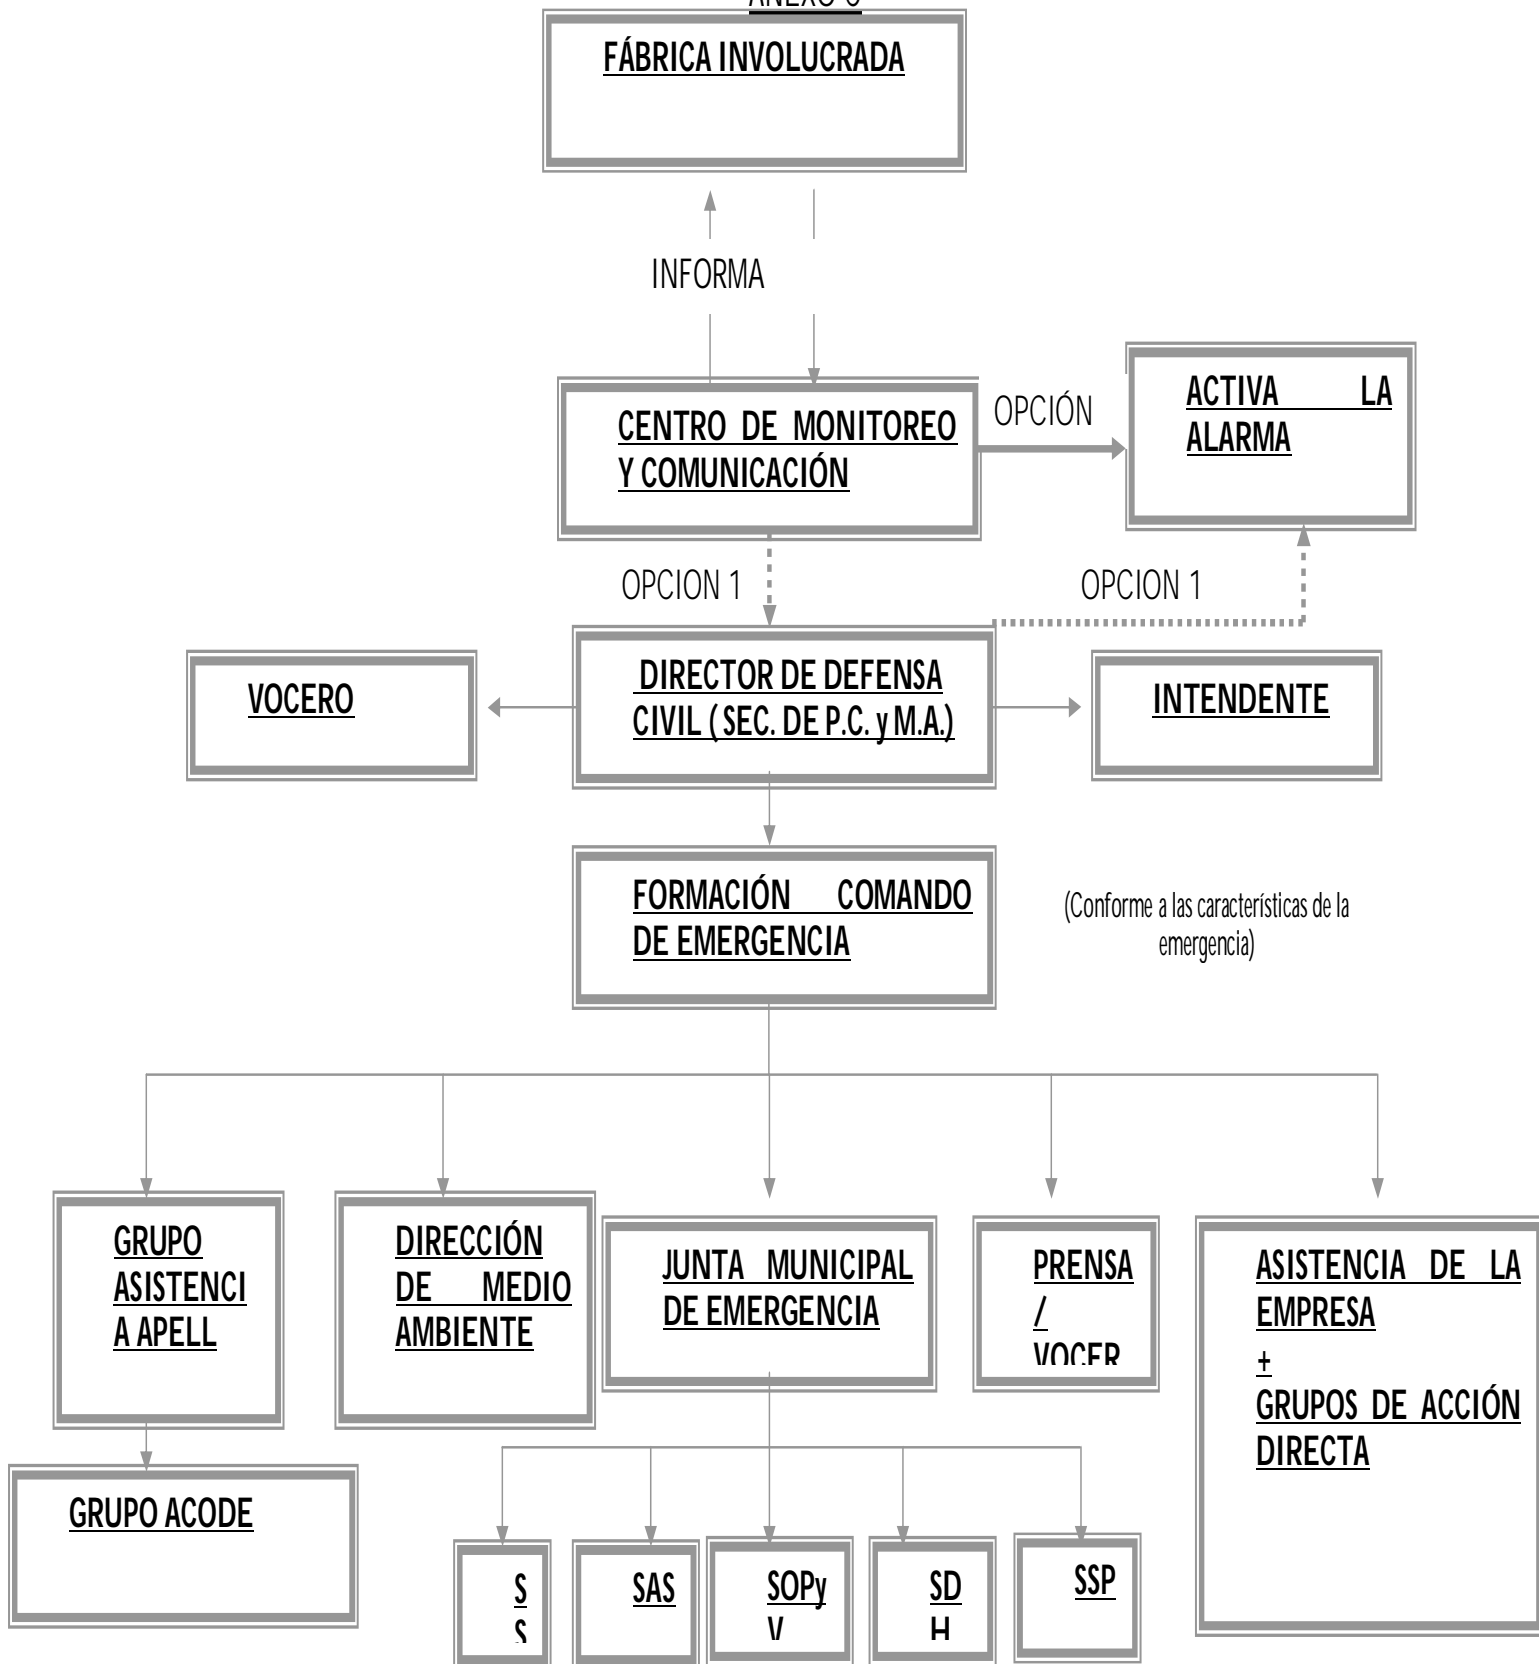 FÁBRICA INVOLUCRADA
INFORMA
CENTRO DE MONITOREO
Y COMUNICACIÓN
OPCIÓN
ACTIVA LA
ALARMA
OPCION 1
OPCION 1
VOCERO
DIRECTOR DE DEFENSA
CIVIL ( SEC. DE P.C. y M.A.)
INTENDENTE
FORMACIÓN COMANDO
DE EMERGENCIA
(Conforme a las características de la
emergencia)
GRUPO
ASISTENCI
A APELL
DIRECCIÓN
DE MEDIO
AMBIENTE
JUNTA MUNICIPAL
DE EMERGENCIA
PRENSA
/
VOCER
ASISTENCIA DE LA
EMPRESA
+
GRUPOS DE ACCIÓN
DIRECTA
GRUPO ACODE
S
S
SAS
SOPy
V
SD
H
SSP